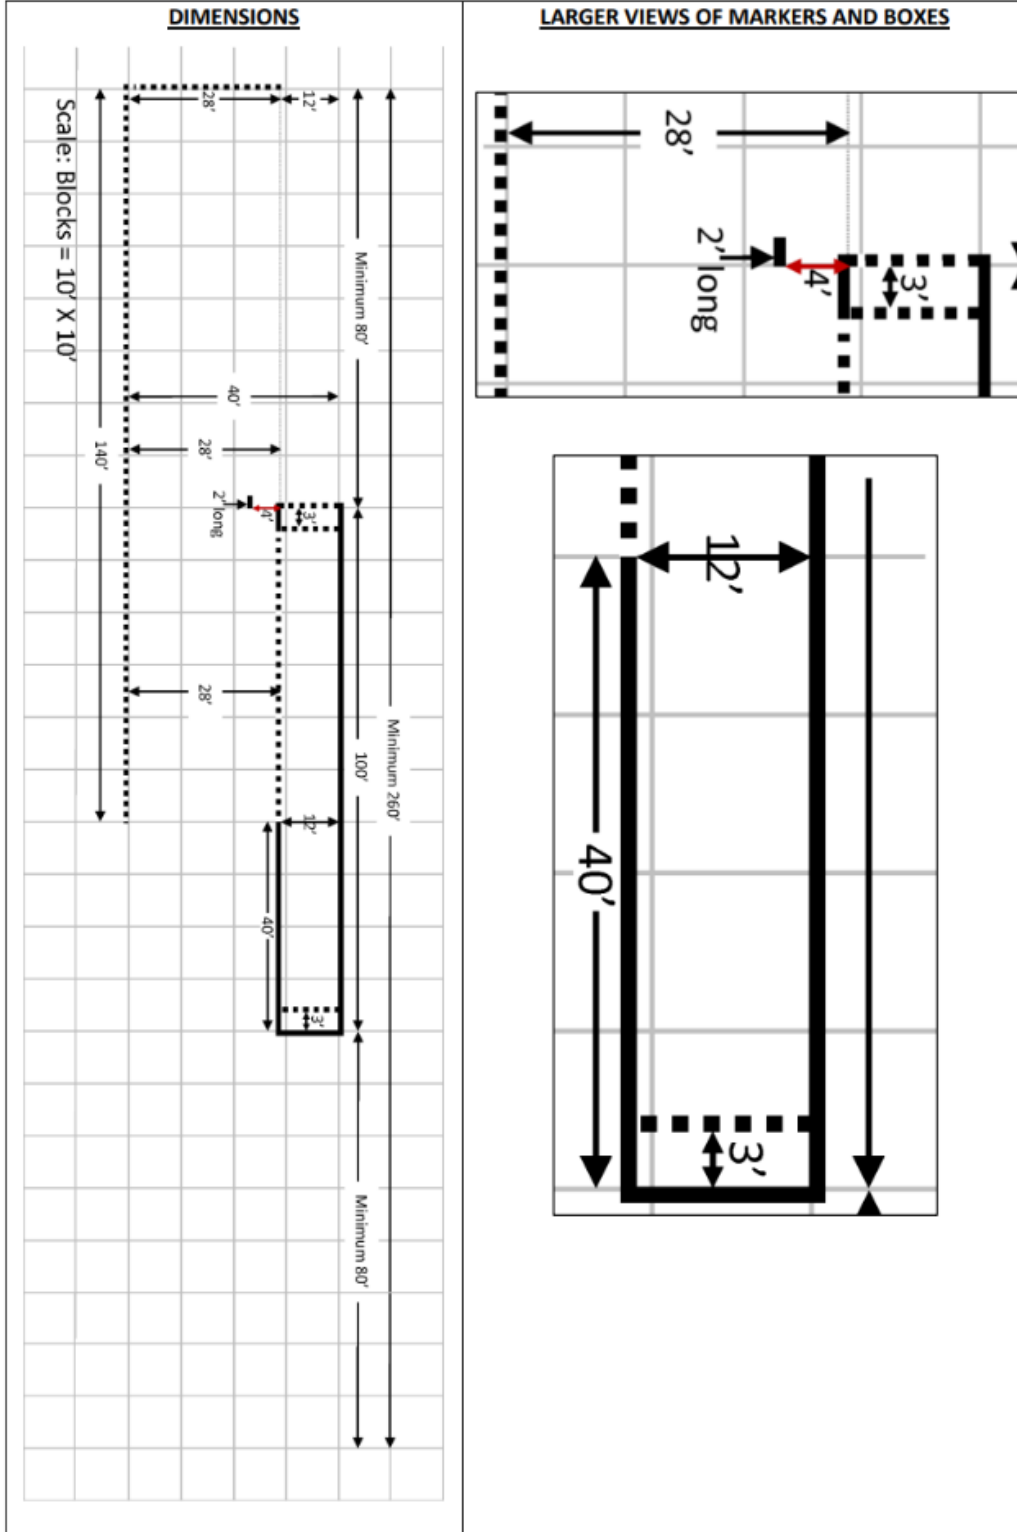 DIMENSIONS
LARGER VIEWS OF MARKERS AND BOXES
28’
12’
Scale: Blocks = 10’ X 10’
Minimum 80’
40’
140’
28’
2’ long
4’
3’
28’
Minimum 260’
100’
12’
40’
3’
Minimum 80’
28’
2’ long
4’
3’
12’
40’
3’